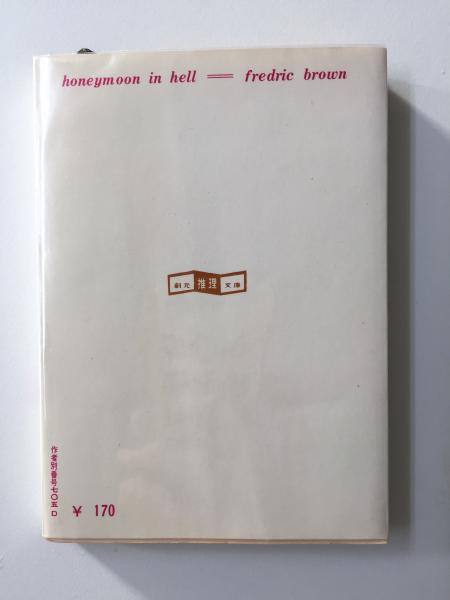 honeymoon in hell = fredric brown
創元 推理 文庫
作者別番号七〇五D
¥ 170